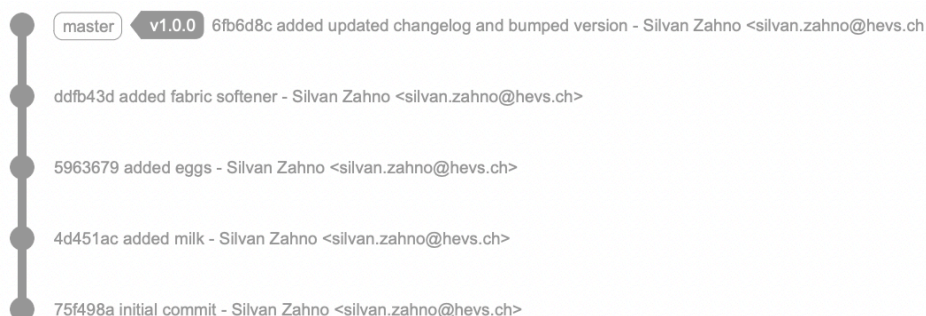 master v1.0.0 6fb6d8c added updated changelog and bumped version - Silvan Zahno <silvan.zahno@hevs.ch
ddfb43d added fabric softener - Silvan Zahno <silvan.zahno@hevs.ch>
5963679 added eggs - Silvan Zahno <silvan.zahno@hevs.ch>
4d451ac added milk - Silvan Zahno <silvan.zahno@hevs.ch>
75f498a initial commit - Silvan Zahno <silvan.zahno@hevs.ch>